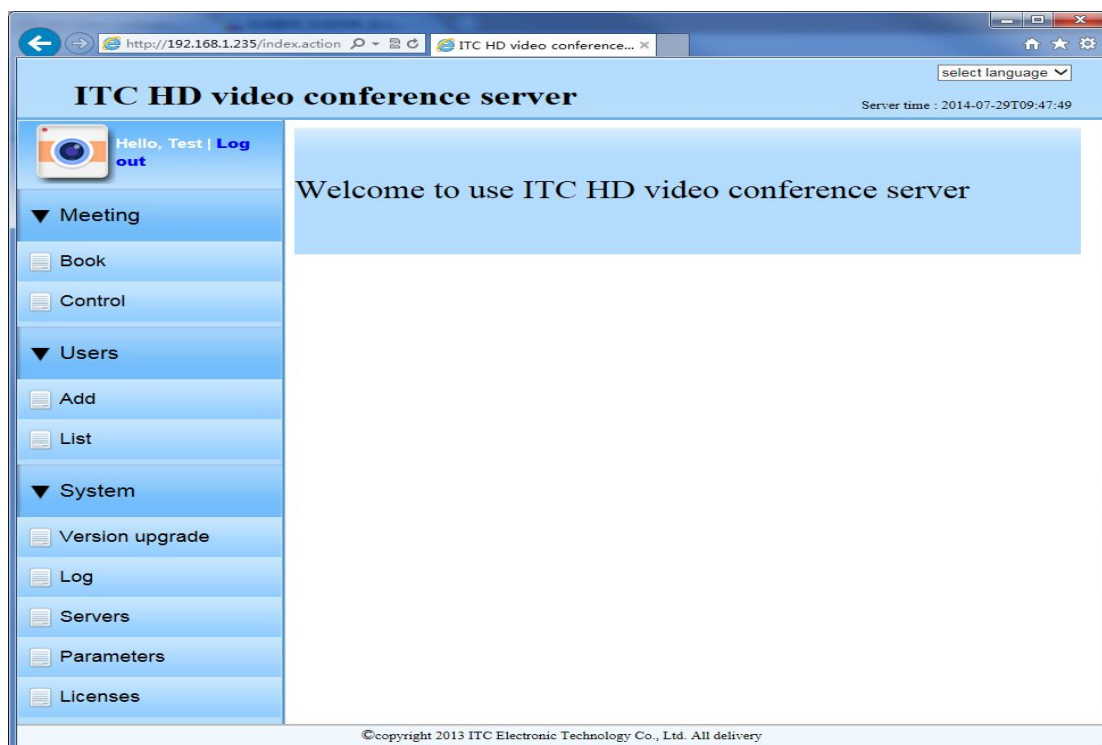 http://192.168.1.235/index.action
ITC HD video conference...
select language
ITC HD video conference server
Server time : 2014-07-29T09:47:49
Hello, Test | Log
out
Welcome to use ITC HD video conference server
Meeting
Book
Control
Users
Add
List
System
Version upgrade
Log
Servers
Parameters
Licenses
©copyright 2013 ITC Electronic Technology Co., Ltd. All delivery